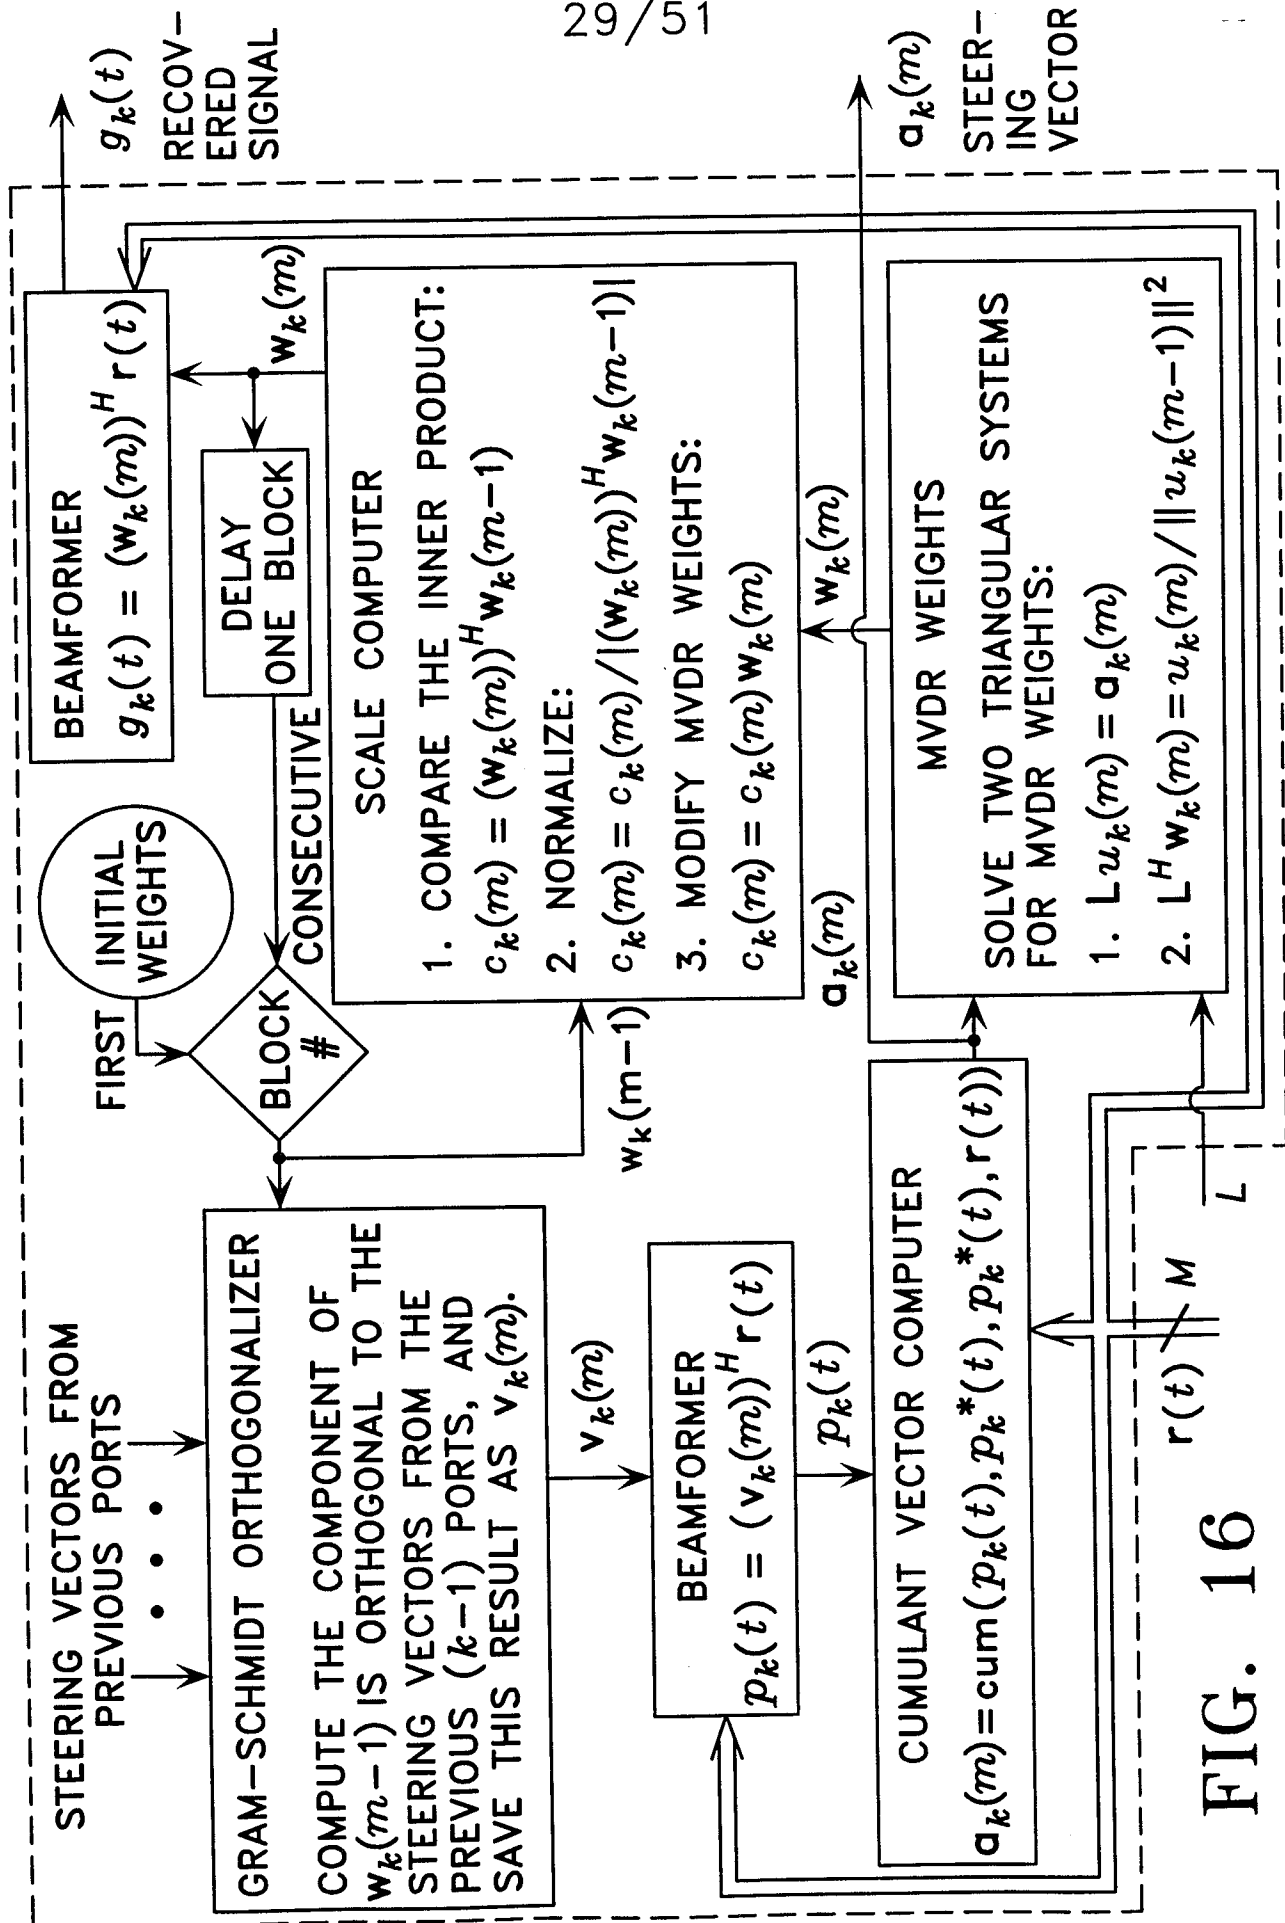 29/51
STEERING VECTORS FROM
PREVIOUS PORTS
GRAM-SCHMIDT ORTHOGONALIZER
COMPUTE THE COMPONENT OF
w_k(m-1) IS ORTHOGONAL TO THE
STEERING VECTORS FROM THE
PREVIOUS (k-1) PORTS, AND
SAVE THIS RESULT AS v_k(m).
v_k(m)
BEAMFORMER
p_k(t) = (v_k(m))^H r(t)
p_k(t)
CUMULANT VECTOR COMPUTER
a_k(m)=cum(p_k(t),p_k*(t),p_k*(t),r(t))
r(t)
M
L
FIRST
INITIAL
WEIGHTS
BLOCK
#
CONSECUTIVE
w_k(m-1)
DELAY
ONE BLOCK
BEAMFORMER
g_k(t) = (w_k(m))^H r(t)
w_k(m)
g_k(t)
RECOV-
ERED
SIGNAL
SCALE COMPUTER
1. COMPARE THE INNER PRODUCT:
c_k(m) = (w_k(m))^H w_k(m-1)
2. NORMALIZE:
c_k(m) = c_k(m)/|(w_k(m))^H w_k(m-1)|
3. MODIFY MVDR WEIGHTS:
c_k(m) = c_k(m)w_k(m)
a_k(m)
w_k(m)
a_k(m)
STEER-
ING
VECTOR
MVDR WEIGHTS
SOLVE TWO TRIANGULAR SYSTEMS
FOR MVDR WEIGHTS:
1. L u_k(m) = a_k(m)
2. L^H w_k(m) = u_k(m)/||u_k(m-1)||^2
FIG. 16